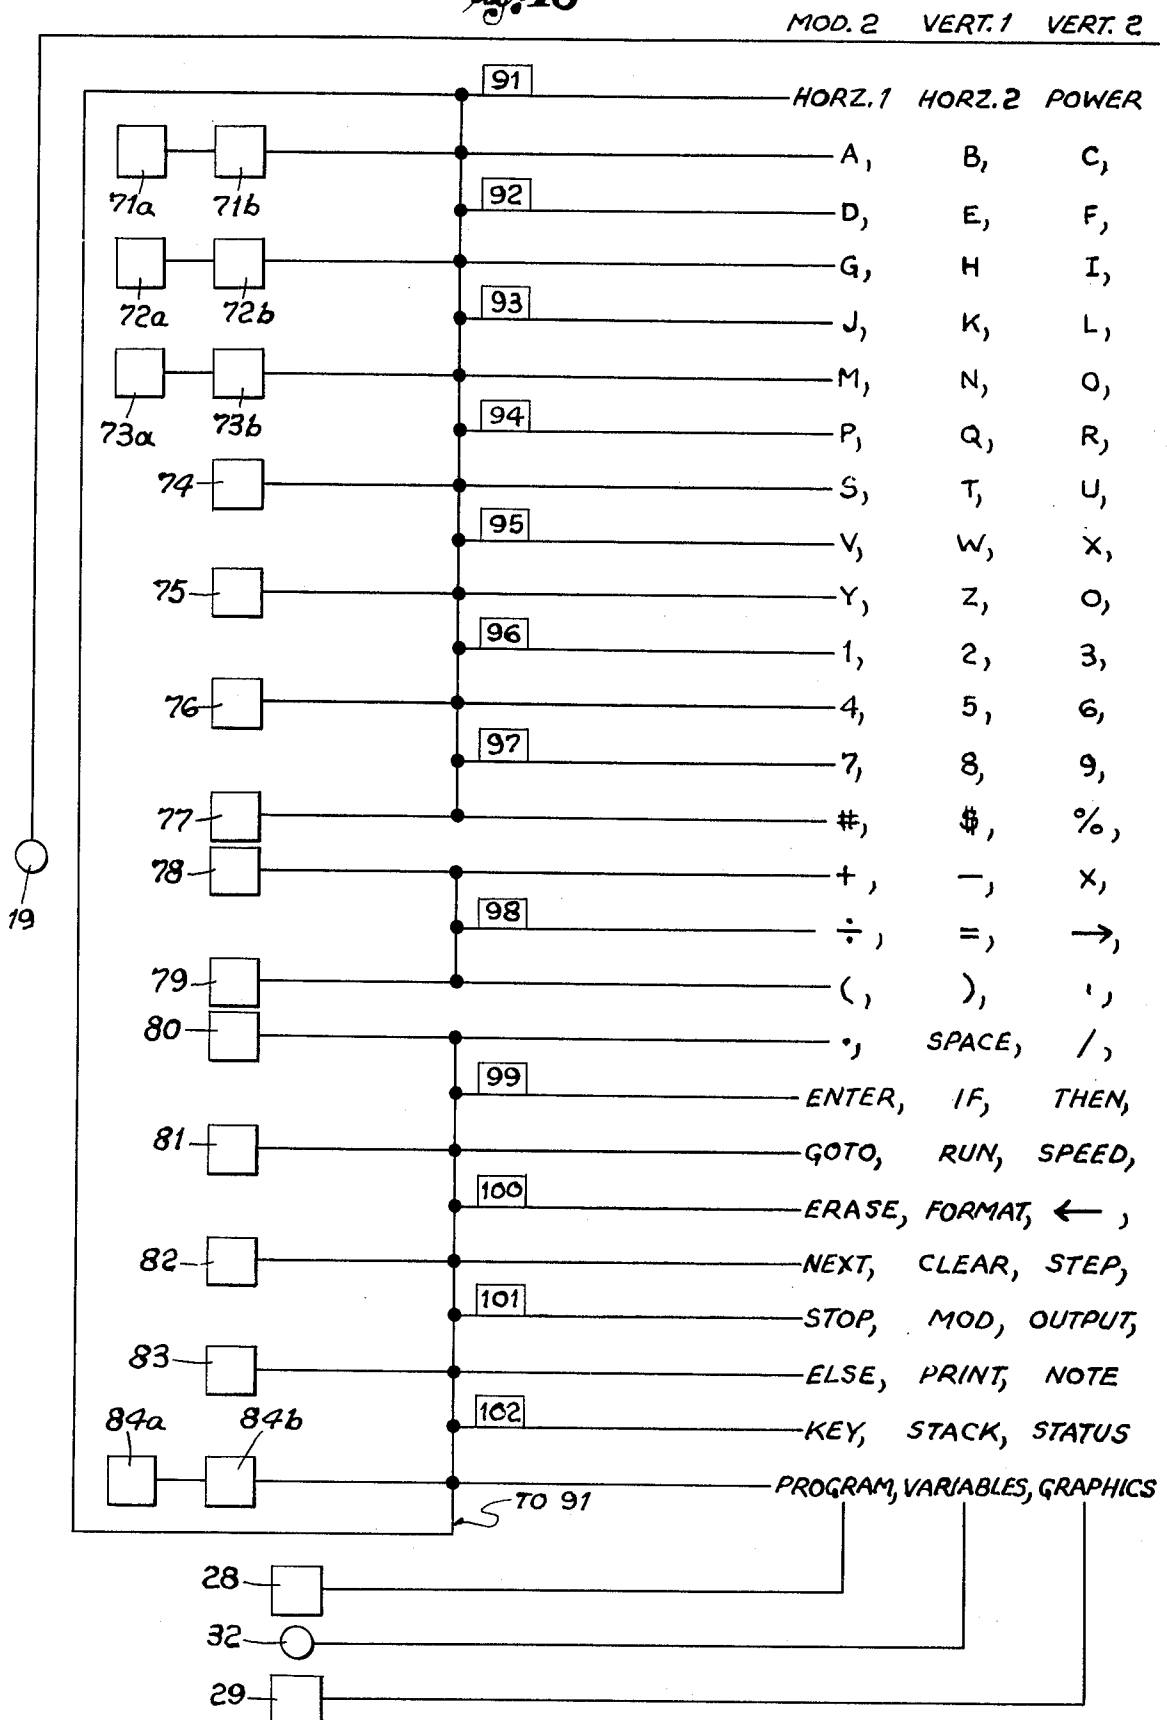 MOD. 2 VERT. 1 VERT. 2
91 HORZ. 1 HORZ. 2 POWER
A, B, C,
71a 71b
92 D, E, F,
G, H I,
72a 72b
93 J, K, L,
M, N, O,
73a 73b
94 P, Q, R,
74 S, T, U,
95 V, W, X,
75 Y, Z, 0,
96 1, 2, 3,
76 4, 5, 6,
97 7, 8, 9,
77 #, $, %,
78 +, −, ×,
19
98 ÷, =, →,
79 (, ), ',
80 ., SPACE, /,
99 ENTER, IF, THEN,
81 GOTO, RUN, SPEED,
100 ERASE, FORMAT, ←,
82 NEXT, CLEAR, STEP,
101 STOP, MOD, OUTPUT,
83 ELSE, PRINT, NOTE
84a 84b 102 KEY, STACK, STATUS
PROGRAM, VARIABLES, GRAPHICS
TO 91
28
32
29